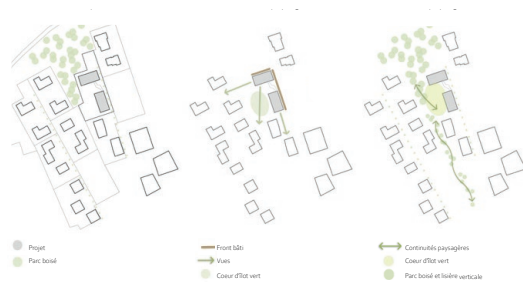 Projet
Parc boisé
Front bâti
Vues
Coeur d'îlot vert
Continuités paysagères
Coeur d'îlot vert
Parc boisé et lisière verticale